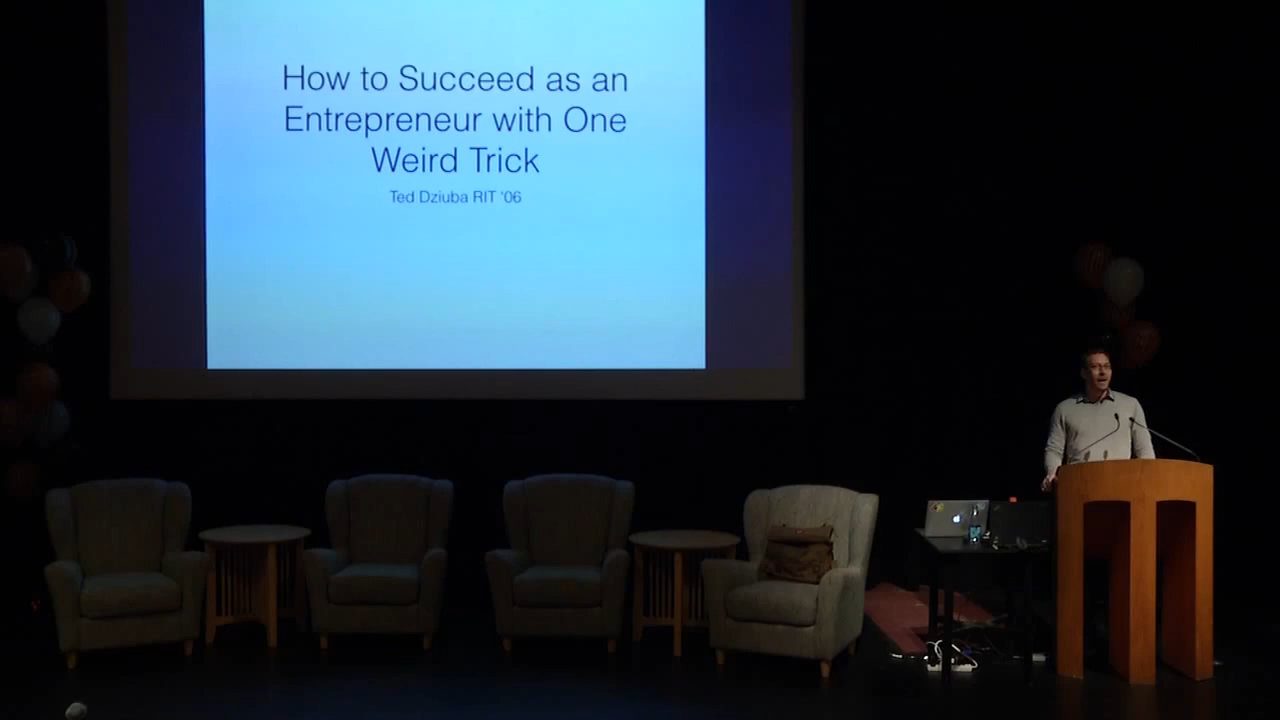 How to Succeed as an
Entrepreneur with One
Weird Trick
Ted Dziuba RIT '06